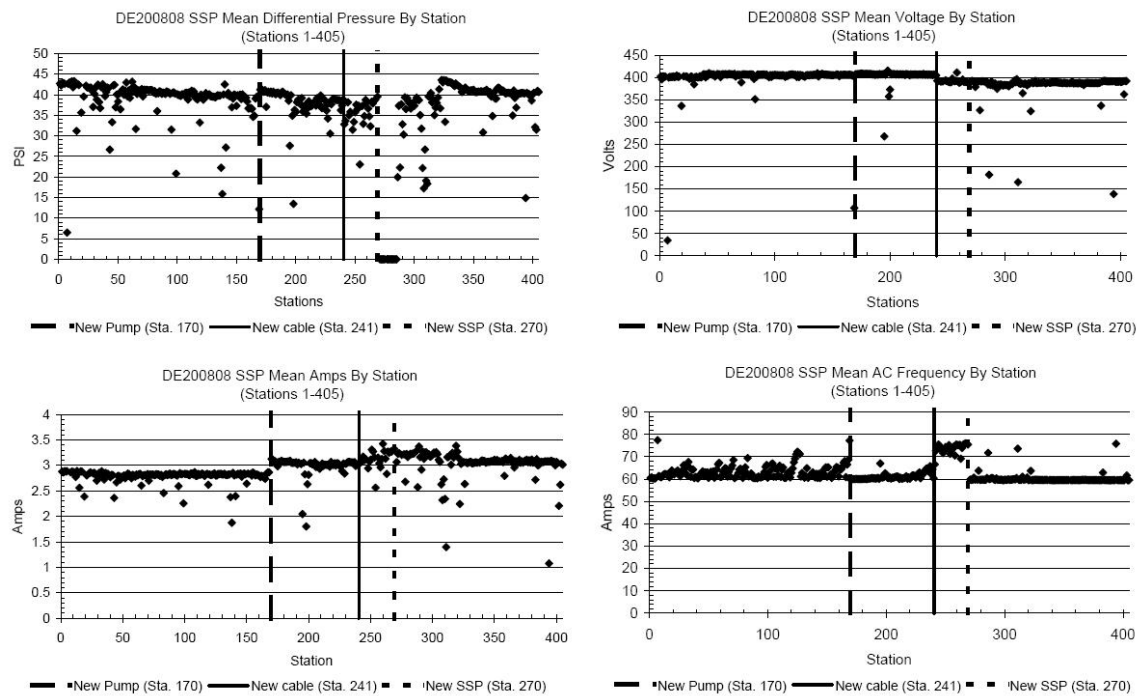 DE200808 SSP Mean Differential Pressure By Station
(Stations 1-405)
50
45
40
35
30
25
20
15
10
5
0
PSI
0 50 100 150 200 250 300 350 400
Stations
New Pump (Sta. 170) New cable (Sta. 241) New SSP (Sta. 270)
DE200808 SSP Mean Voltage By Station
(Stations 1-405)
450
400
350
300
250
200
150
100
50
0
Volts
0 100 200 300 400
Stations
New Pump (Sta. 170) New cable (Sta. 241) New SSP (Sta. 270)
DE200808 SSP Mean Amps By Station
(Stations 1-405)
4
3.5
3
2.5
2
1.5
1
0.5
0
Amps
0 50 100 150 200 250 300 350 400
Station
New Pump (Sta. 170) New cable (Sta. 241) New SSP (Sta. 270)
DE200808 SSP Mean AC Frequency By Station
(Stations 1-405)
90
80
70
60
50
40
30
20
10
0
Amps
0 100 200 300 400
Station
New Pump (Sta. 170) New cable (Sta. 241) New SSP (Sta. 270)